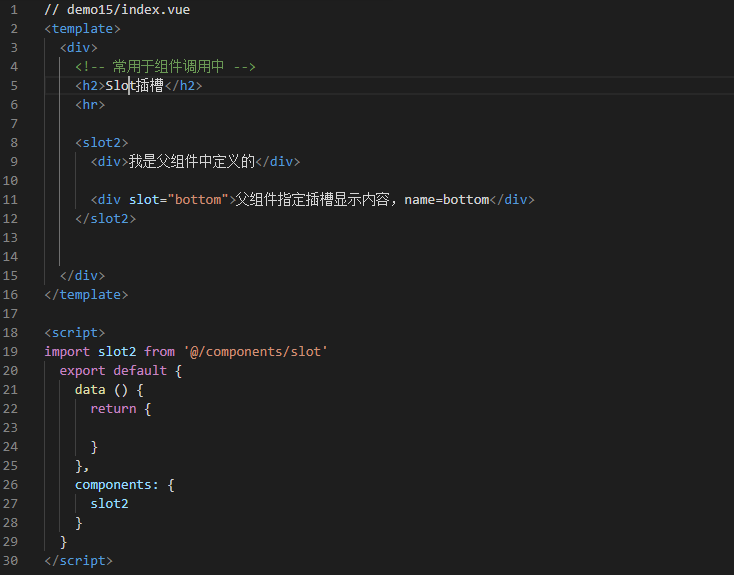 1 // demo15/index.vue
2 <template>
3 <div>
4 <!-- 常用于组件调用中 -->
5 <h2>Slot插槽</h2>
6 <hr>
7
8 <slot2>
9 <div>我是父组件中定义的</div>
10
11 <div slot="bottom">父组件指定插槽显示内容，name=bottom</div>
12 </slot2>
13
14
15 </div>
16 </template>
17
18 <script>
19 import slot2 from '@/components/slot'
20 export default {
21 data () {
22 return {
23
24 }
25 },
26 components: {
27 slot2
28 }
29 }
30 </script>